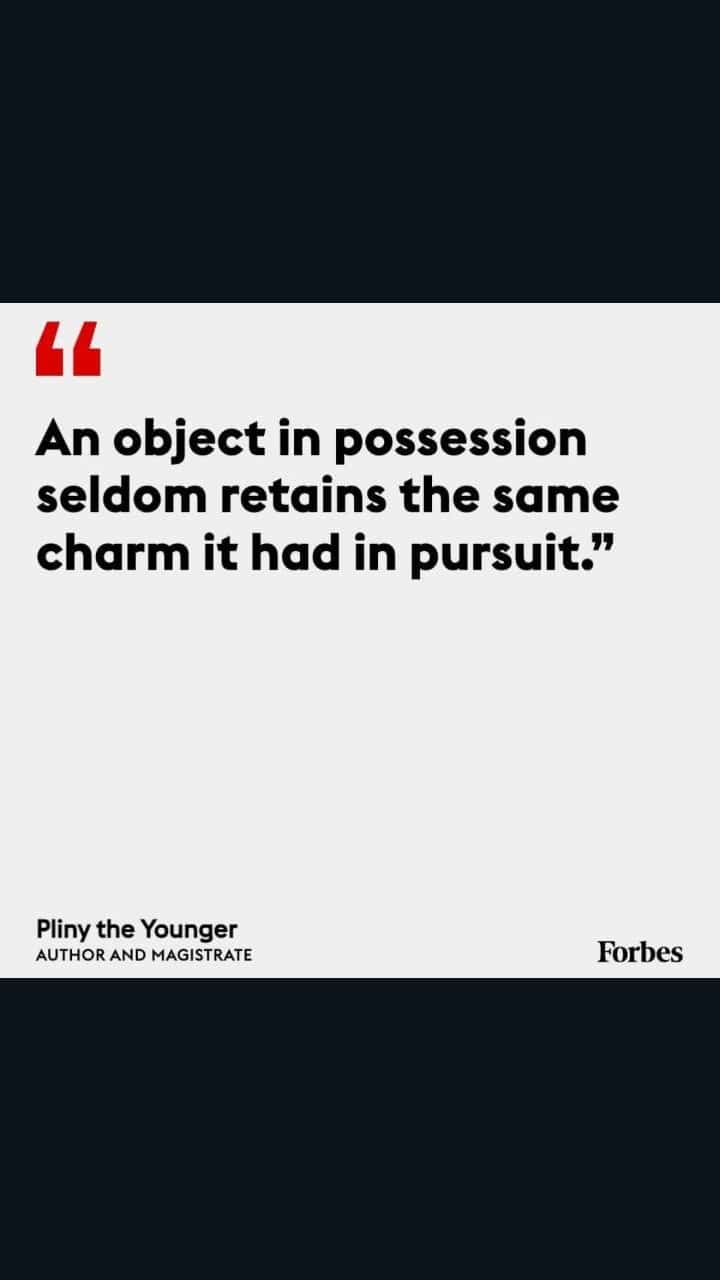 “
An object in possession
seldom retains the same
charm it had in pursuit.”
Pliny the Younger
AUTHOR AND MAGISTRATE
Forbes